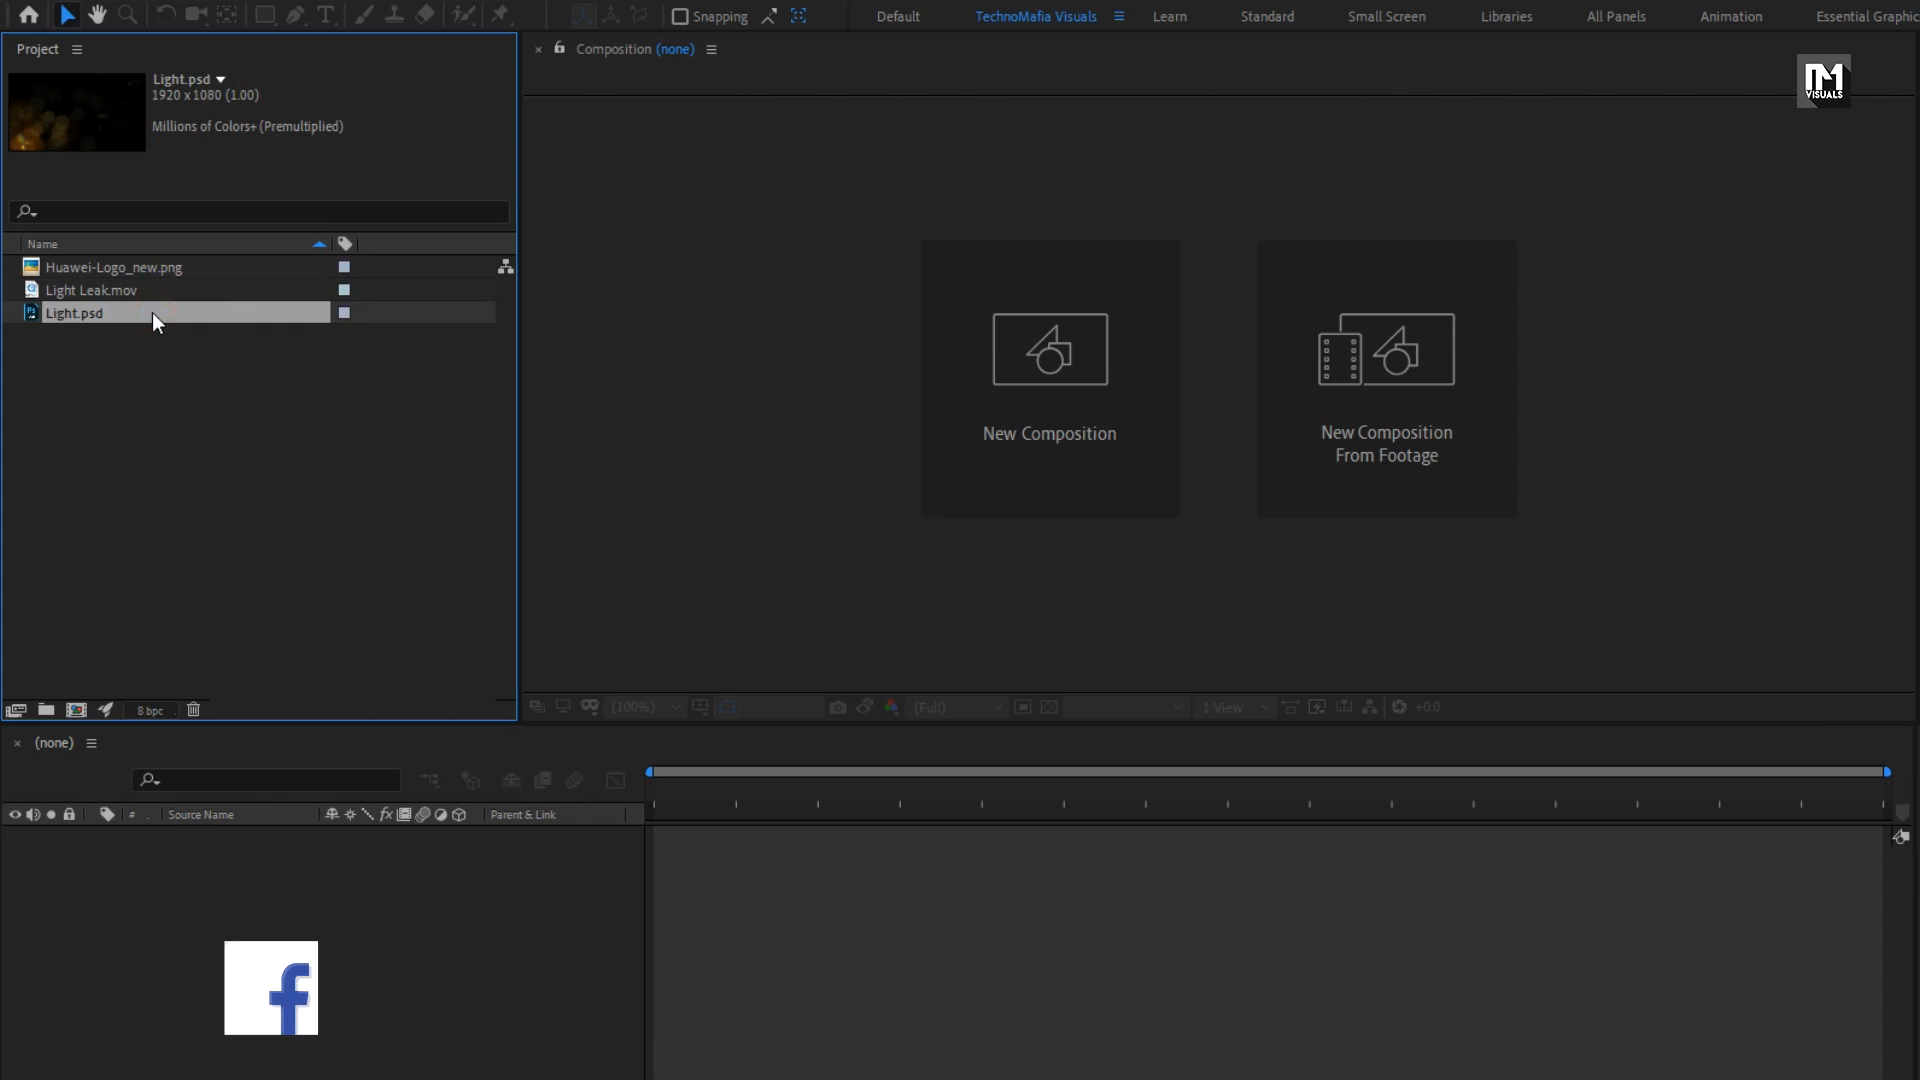 Snapping
Default
TechnoMafia Visuals
Learn
Standard
Small Screen
Libraries
All Panels
Animation
Essential Graphic
Project
Composition (none)
VISUALS
Light.psd
1920 x 1080 (1.00)
Millions of Colors+ (Premultiplied)
Name
Huawei-Logo_new.png
Light Leak.mov
Light.psd
New Composition
New Composition
From Footage
8 bpc
(100%)
(Full)
1 View
+0.0
(none)
#
Source Name
fx
Parent & Link